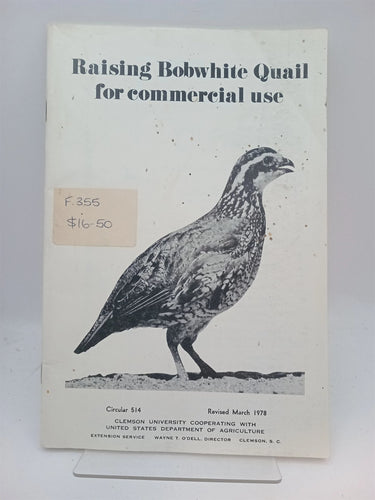 Raising Bobwhite Quail
for commercial use
F.355
$16-50
Circular 514 Revised March 1978
CLEMSON UNIVERSITY COOPERATING WITH
UNITED STATES DEPARTMENT OF AGRICULTURE
EXTENSION SERVICE WAYNE T. O'DELL, DIRECTOR CLEMSON, S. C.